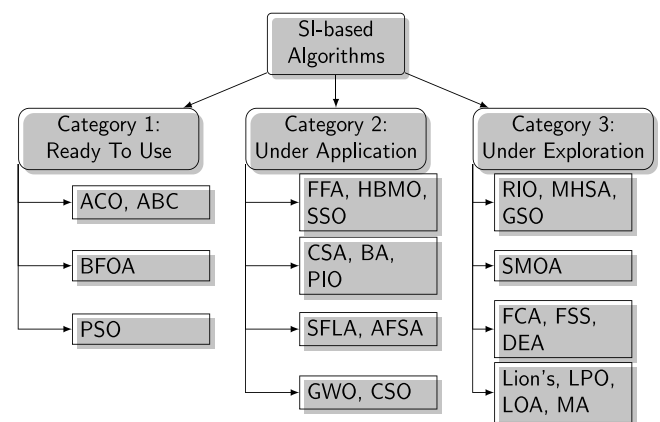 SI-based
Algorithms
Category 1:
Ready To Use
ACO, ABC
BFOA
PSO
Category 2:
Under Application
FFA, HBMO,
SSO
CSA, BA,
PIO
SFLA, AFSA
GWO, CSO
Category 3:
Under Exploration
RIO, MHSA,
GSO
SMOA
FCA, FSS,
DEA
Lion's, LPO,
LOA, MA